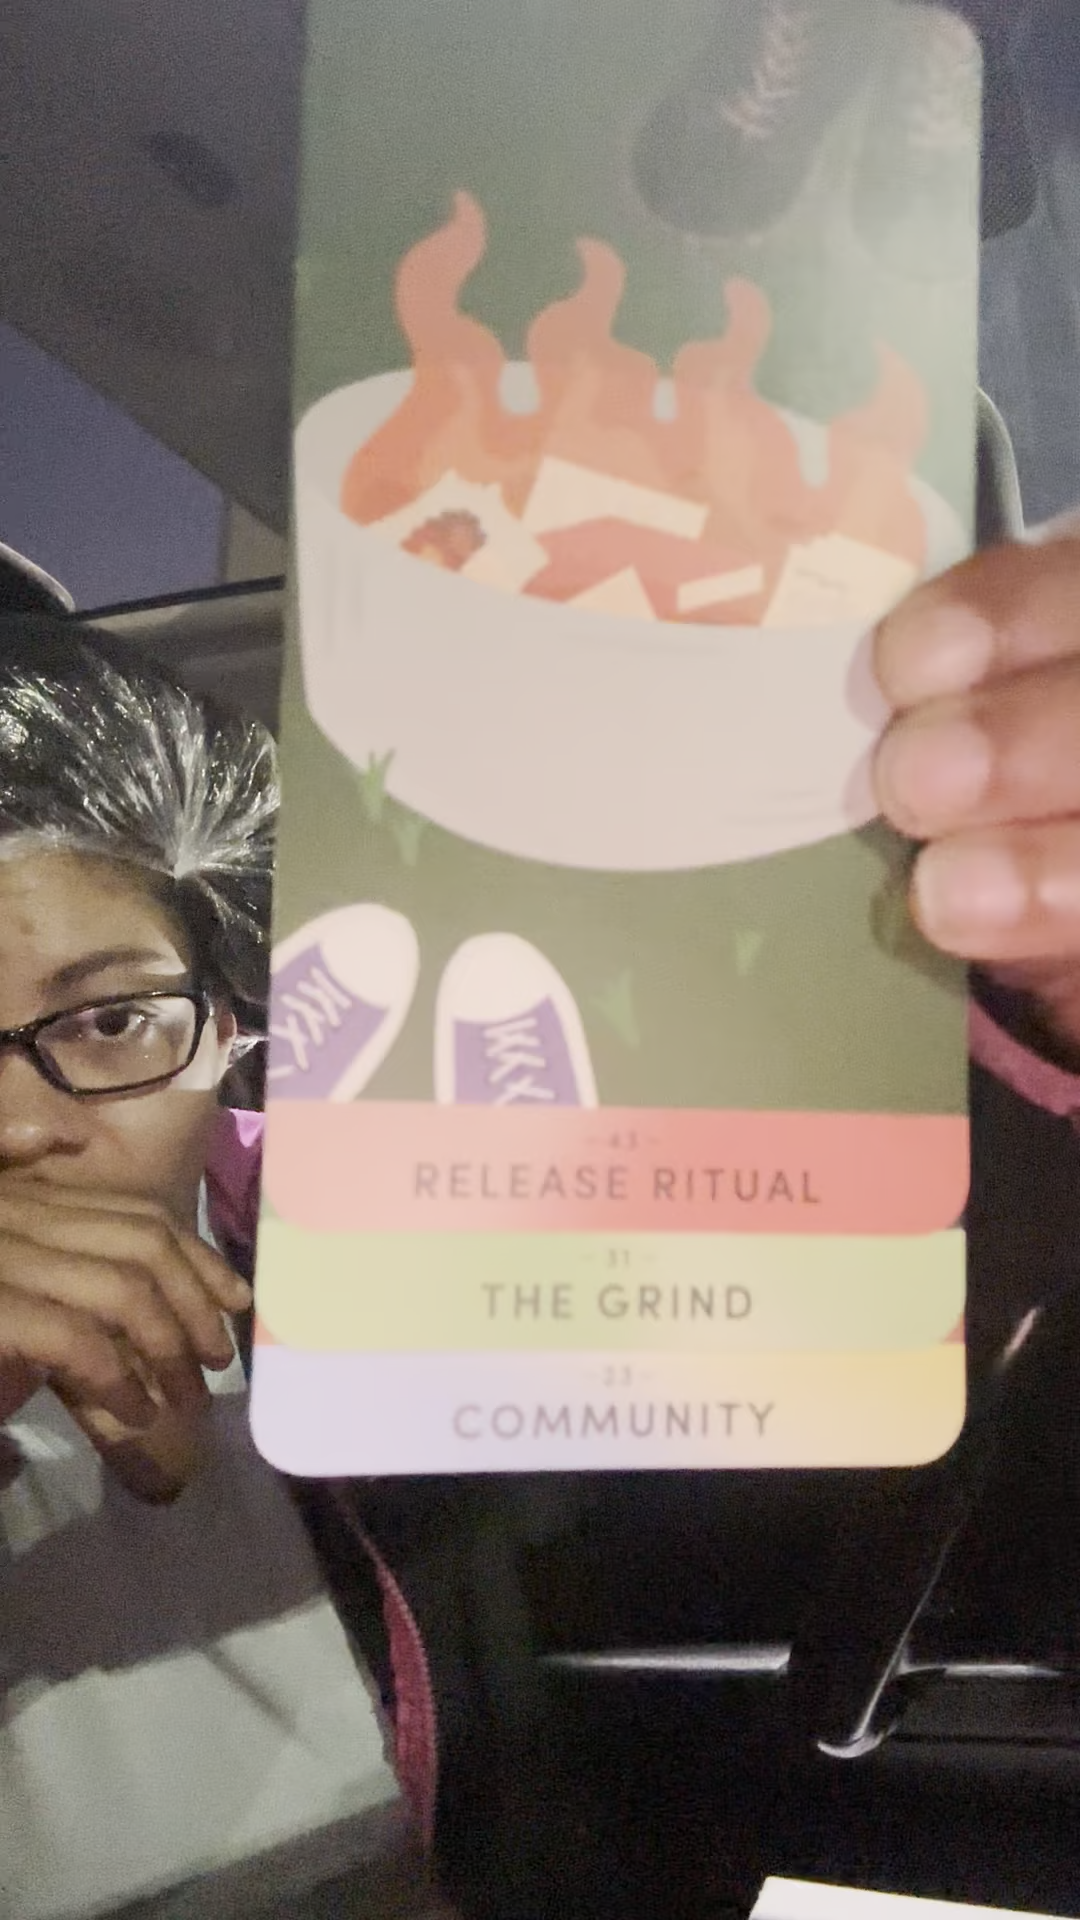 - 43 -
RELEASE RITUAL
- 31 -
THE GRIND
- 23 -
COMMUNITY